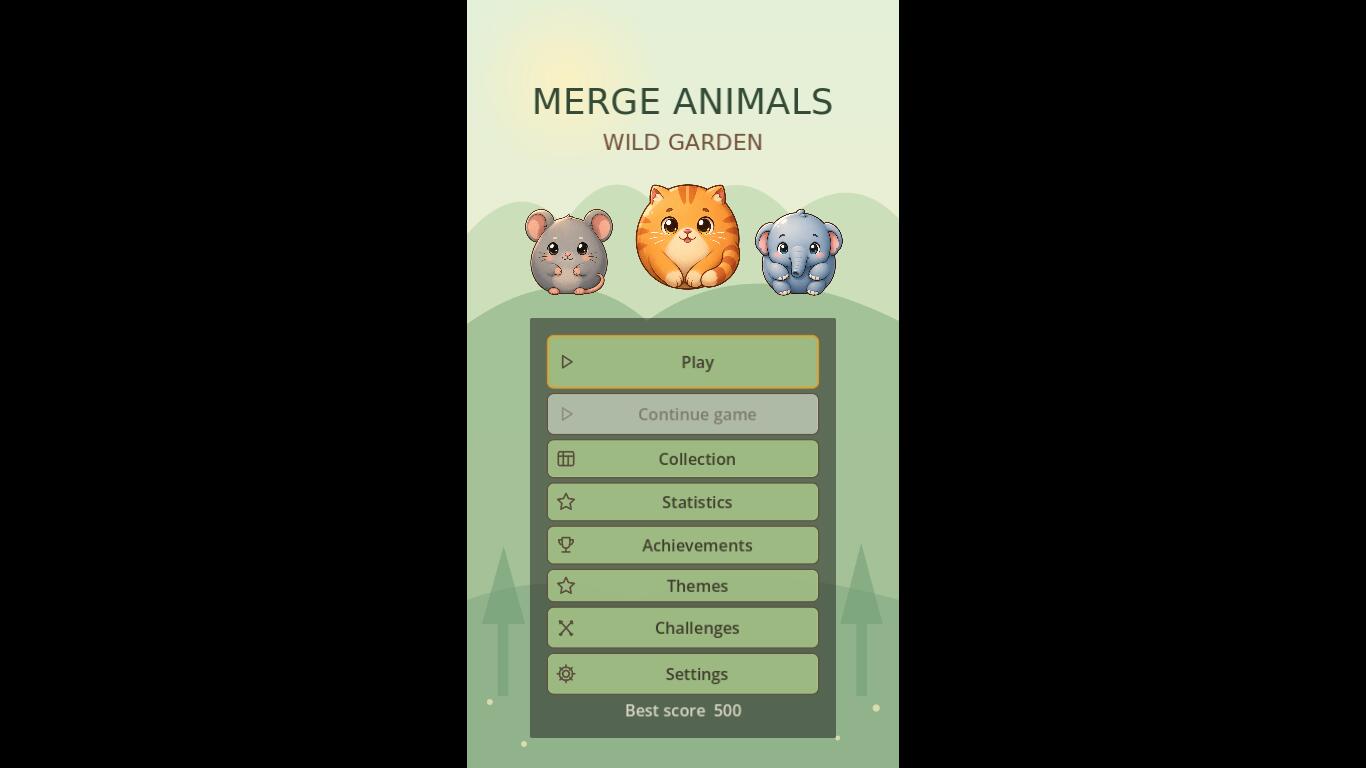 MERGE ANIMALS
WILD GARDEN
Play
Continue game
Collection
Statistics
Achievements
Themes
Challenges
Settings
Best score 500